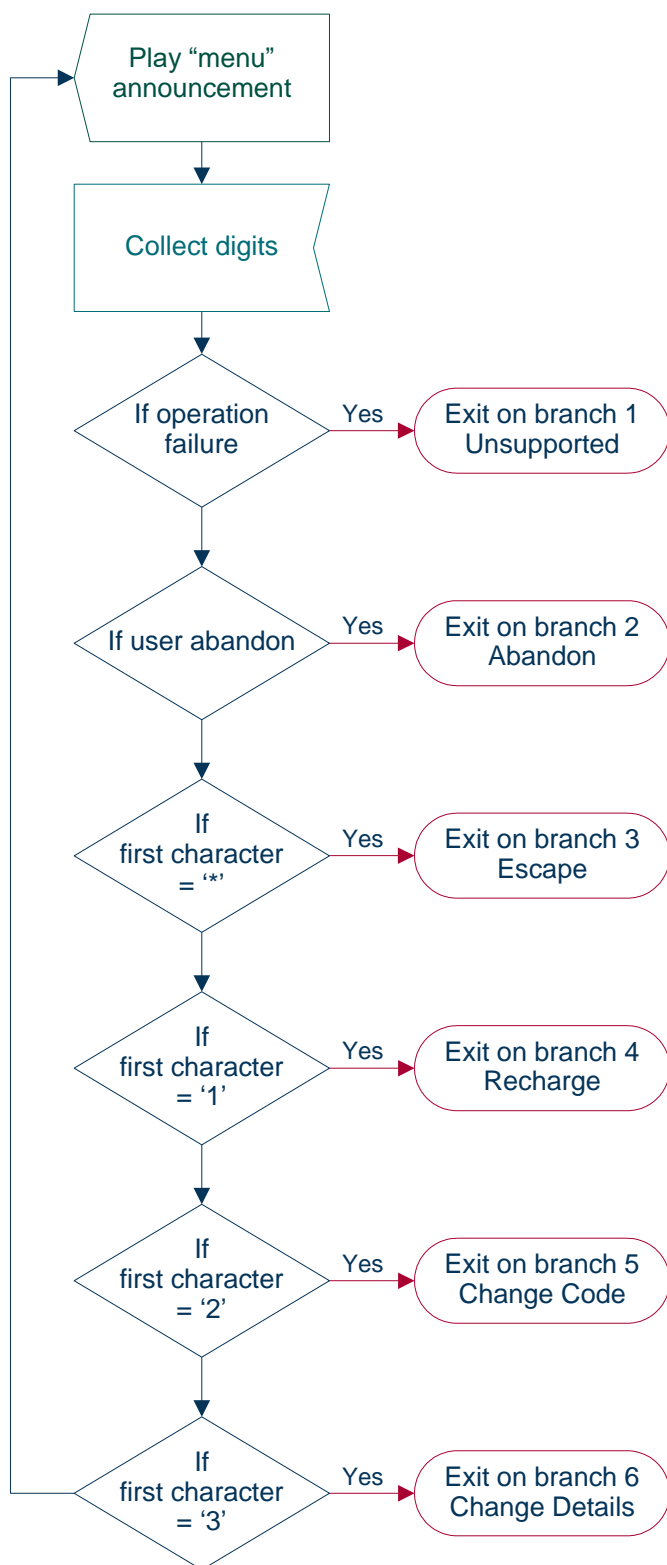 Play “menu”
announcement
Collect digits
If operation
failure
Yes
Exit on branch 1
Unsupported
If user abandon
Yes
Exit on branch 2
Abandon
If
first character
= ‘*’
Yes
Exit on branch 3
Escape
If
first character
= ‘1’
Yes
Exit on branch 4
Recharge
If
first character
= ‘2’
Yes
Exit on branch 5
Change Code
If
first character
= ‘3’
Yes
Exit on branch 6
Change Details